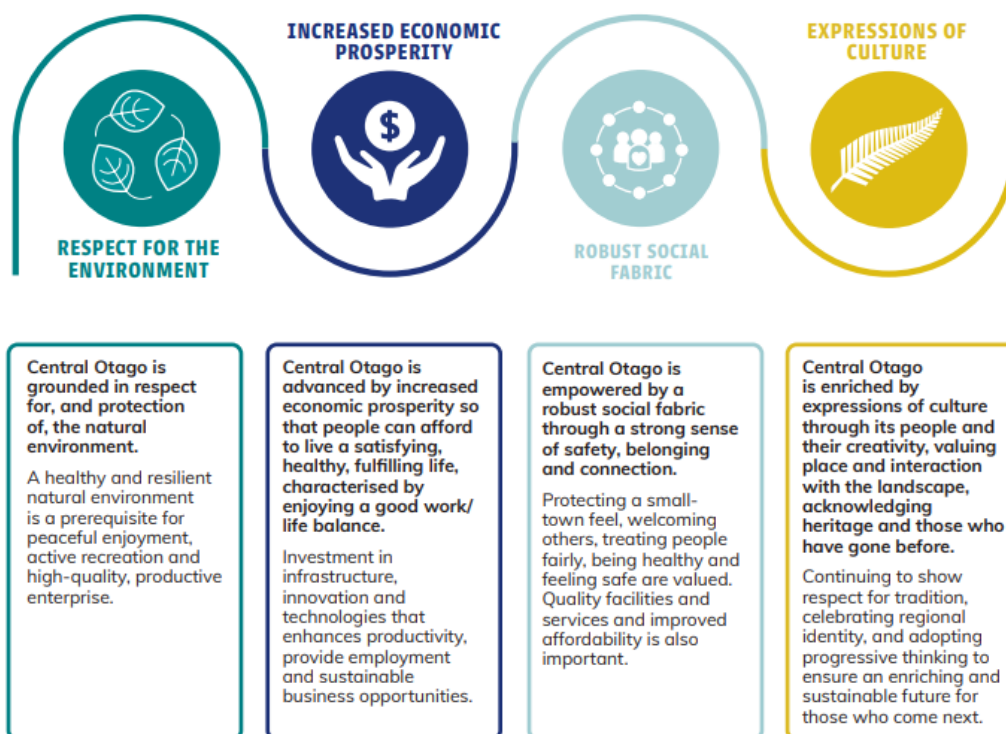 INCREASED ECONOMIC
PROSPERITY
EXPRESSIONS OF
CULTURE
$
RESPECT FOR THE
ENVIRONMENT
ROBUST SOCIAL
FABRIC
Central Otago is
grounded in respect
for, and protection
of, the natural
environment.
A healthy and resilient
natural environment
is a prerequisite for
peaceful enjoyment,
active recreation and
high-quality, productive
enterprise.
Central Otago is
advanced by increased
economic prosperity so
that people can afford
to live a satisfying,
healthy, fulfilling life,
characterised by
enjoying a good work/
life balance.
Investment in
infrastructure,
innovation and
technologies that
enhances productivity,
provide employment
and sustainable
business opportunities.
Central Otago is
empowered by a
robust social fabric
through a strong sense
of safety, belonging
and connection.
Protecting a small-
town feel, welcoming
others, treating people
fairly, being healthy and
feeling safe are valued.
Quality facilities and
services and improved
affordability is also
important.
Central Otago
is enriched by
expressions of culture
through its people and
their creativity, valuing
place and interaction
with the landscape,
acknowledging
heritage and those who
have gone before.
Continuing to show
respect for tradition,
celebrating regional
identity, and adopting
progressive thinking to
ensure an enriching and
sustainable future for
those who come next.